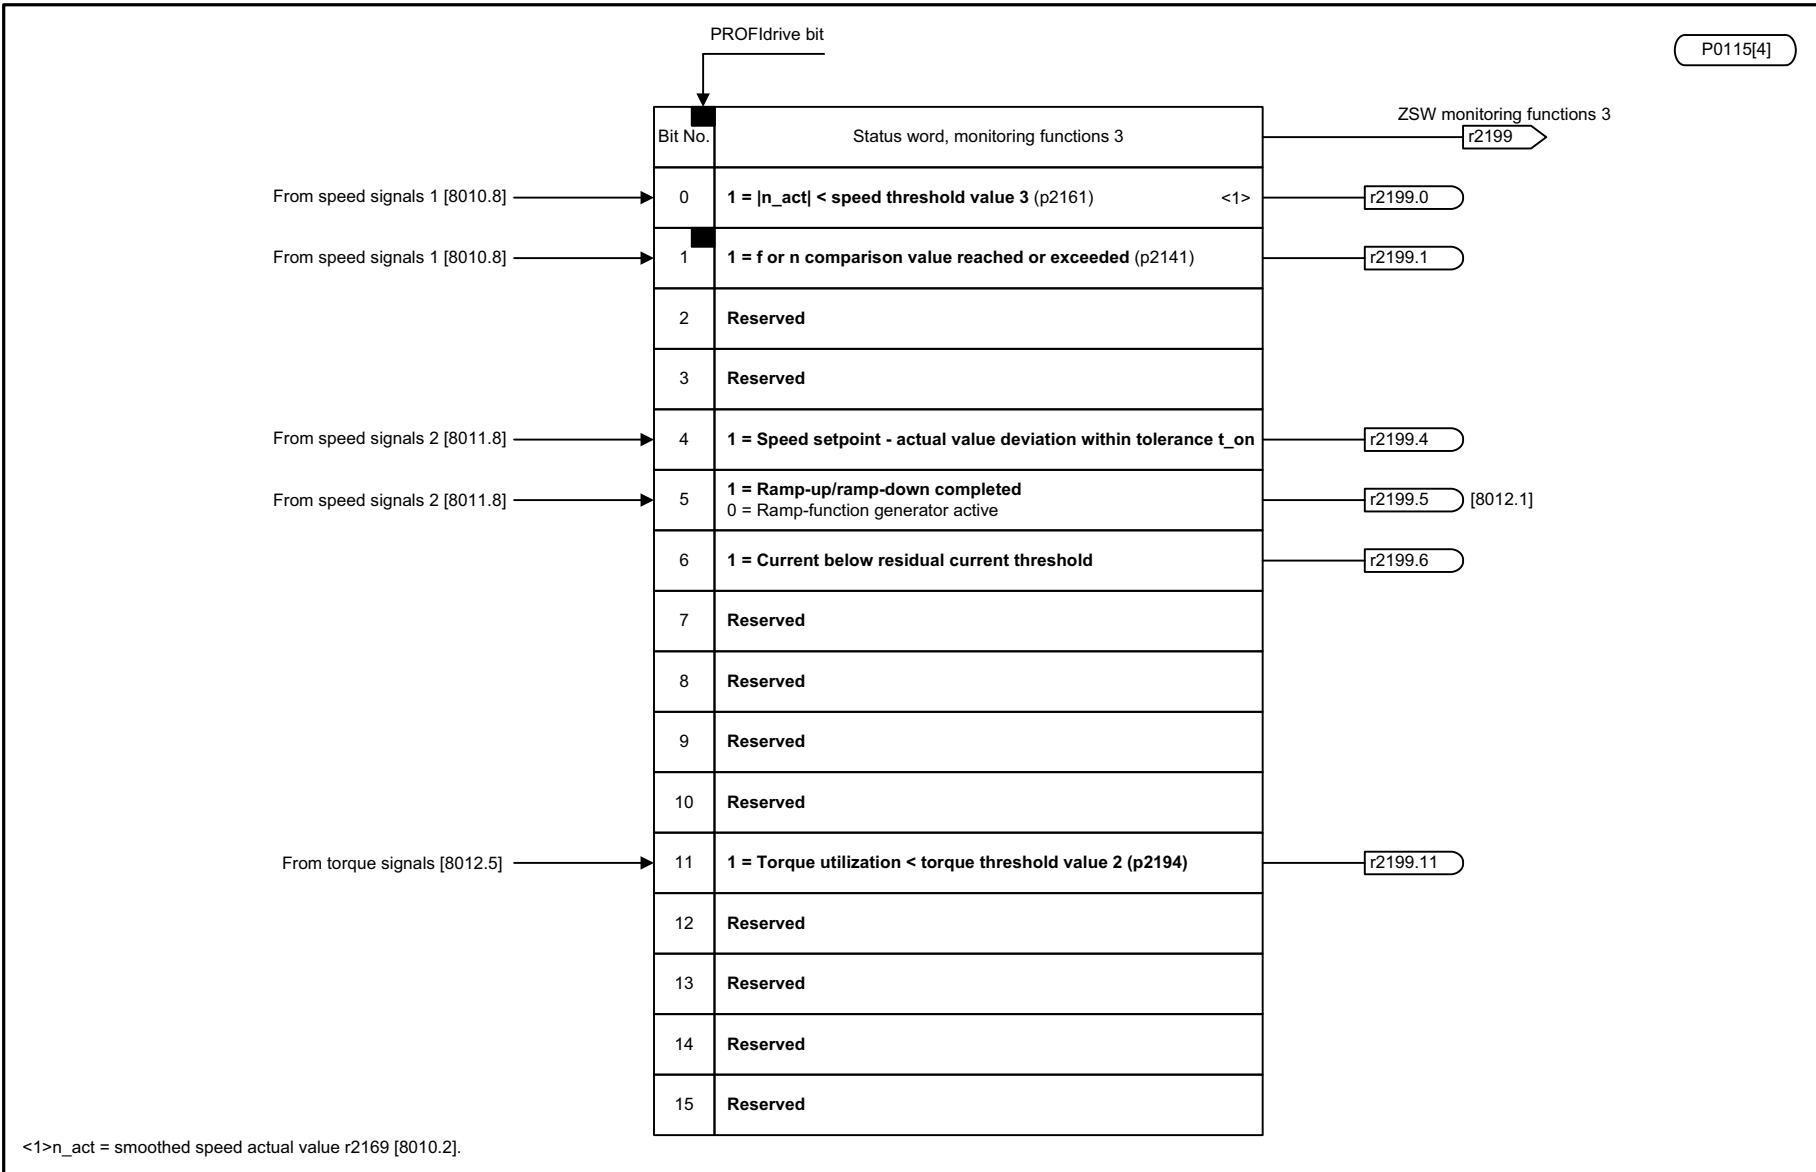 PROFIdrive bit
P0115[4]
ZSW monitoring functions 3
Bit No. Status word, monitoring functions 3 r2199
From speed signals 1 [8010.8] 0 1 = |n_act| < speed threshold value 3 (p2161) <1> r2199.0
From speed signals 1 [8010.8] 1 1 = f or n comparison value reached or exceeded (p2141) r2199.1
2 Reserved
3 Reserved
From speed signals 2 [8011.8] 4 1 = Speed setpoint - actual value deviation within tolerance t_on r2199.4
From speed signals 2 [8011.8] 5 1 = Ramp-up/ramp-down completed r2199.5 [8012.1]
0 = Ramp-function generator active
6 1 = Current below residual current threshold r2199.6
7 Reserved
8 Reserved
9 Reserved
10 Reserved
From torque signals [8012.5] 11 1 = Torque utilization < torque threshold value 2 (p2194) r2199.11
12 Reserved
13 Reserved
14 Reserved
15 Reserved
<1>n_act = smoothed speed actual value r2169 [8010.2].